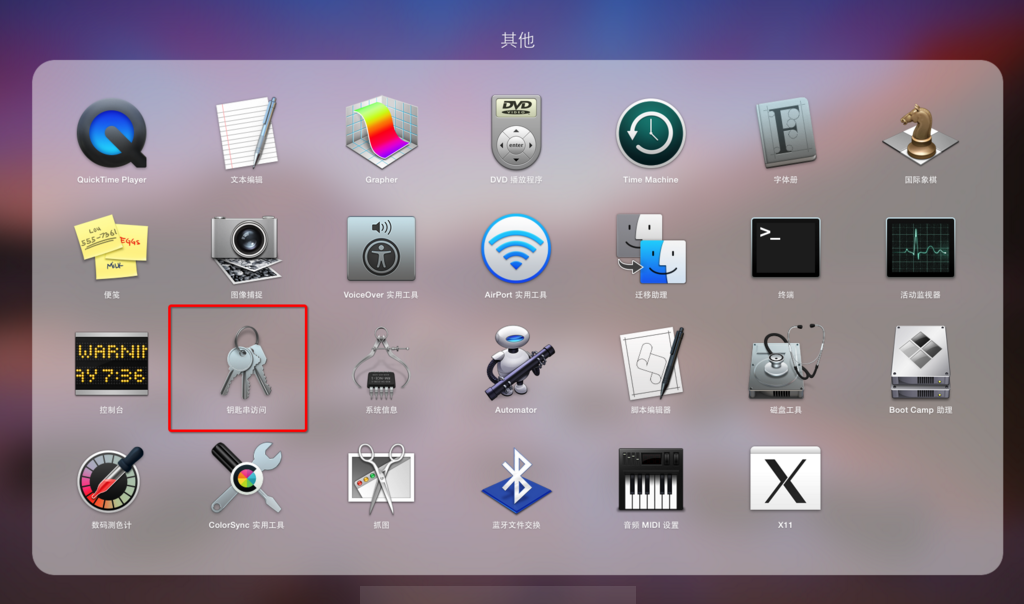 其他
QuickTime Player
文本编辑
Grapher
DVD 播放程序
Time Machine
字体册
国际象棋
便笺
图像捕捉
VoiceOver 实用工具
AirPort 实用工具
迁移助理
终端
活动监视器
控制台
钥匙串访问
系统信息
Automator
脚本编辑器
磁盘工具
Boot Camp 助理
数码测色计
ColorSync 实用工具
抓图
蓝牙文件交换
音频 MIDI 设置
X11
DVD
VIDEO
enter
F
LOG
555-7361
EGGS
MILK
>_
WARNIN
AY 7:36
X